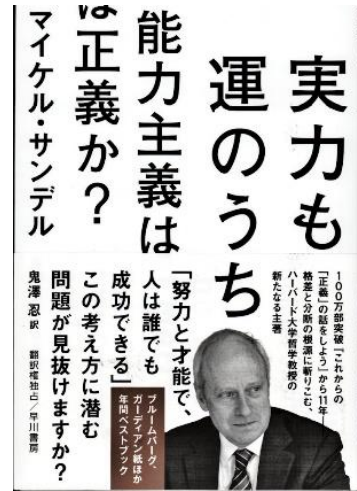 実力も
運のうち
能力主義は
は正義か?
マイケル・サンデル
100万部突破『これからの
「正義」の話をしよう』から11年──
格差と分断の根源に斬りこむ、
ハーバード大学哲学教授の
新たなる主著
「努力と才能で、
人は誰でも
成功できる」
この考え方に潜む
問題が見抜けますか?
ブルームバーグ、
ガーディアン紙ほか
年間ベストブック
鬼澤 忍 訳 翻訳権独占/早川書房